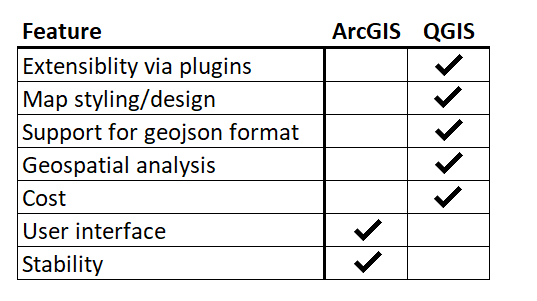 Feature ArcGIS QGIS
Extensiblity via plugins ✓
Map styling/design ✓
Support for geojson format ✓
Geospatial analysis ✓
Cost ✓
User interface ✓
Stability ✓